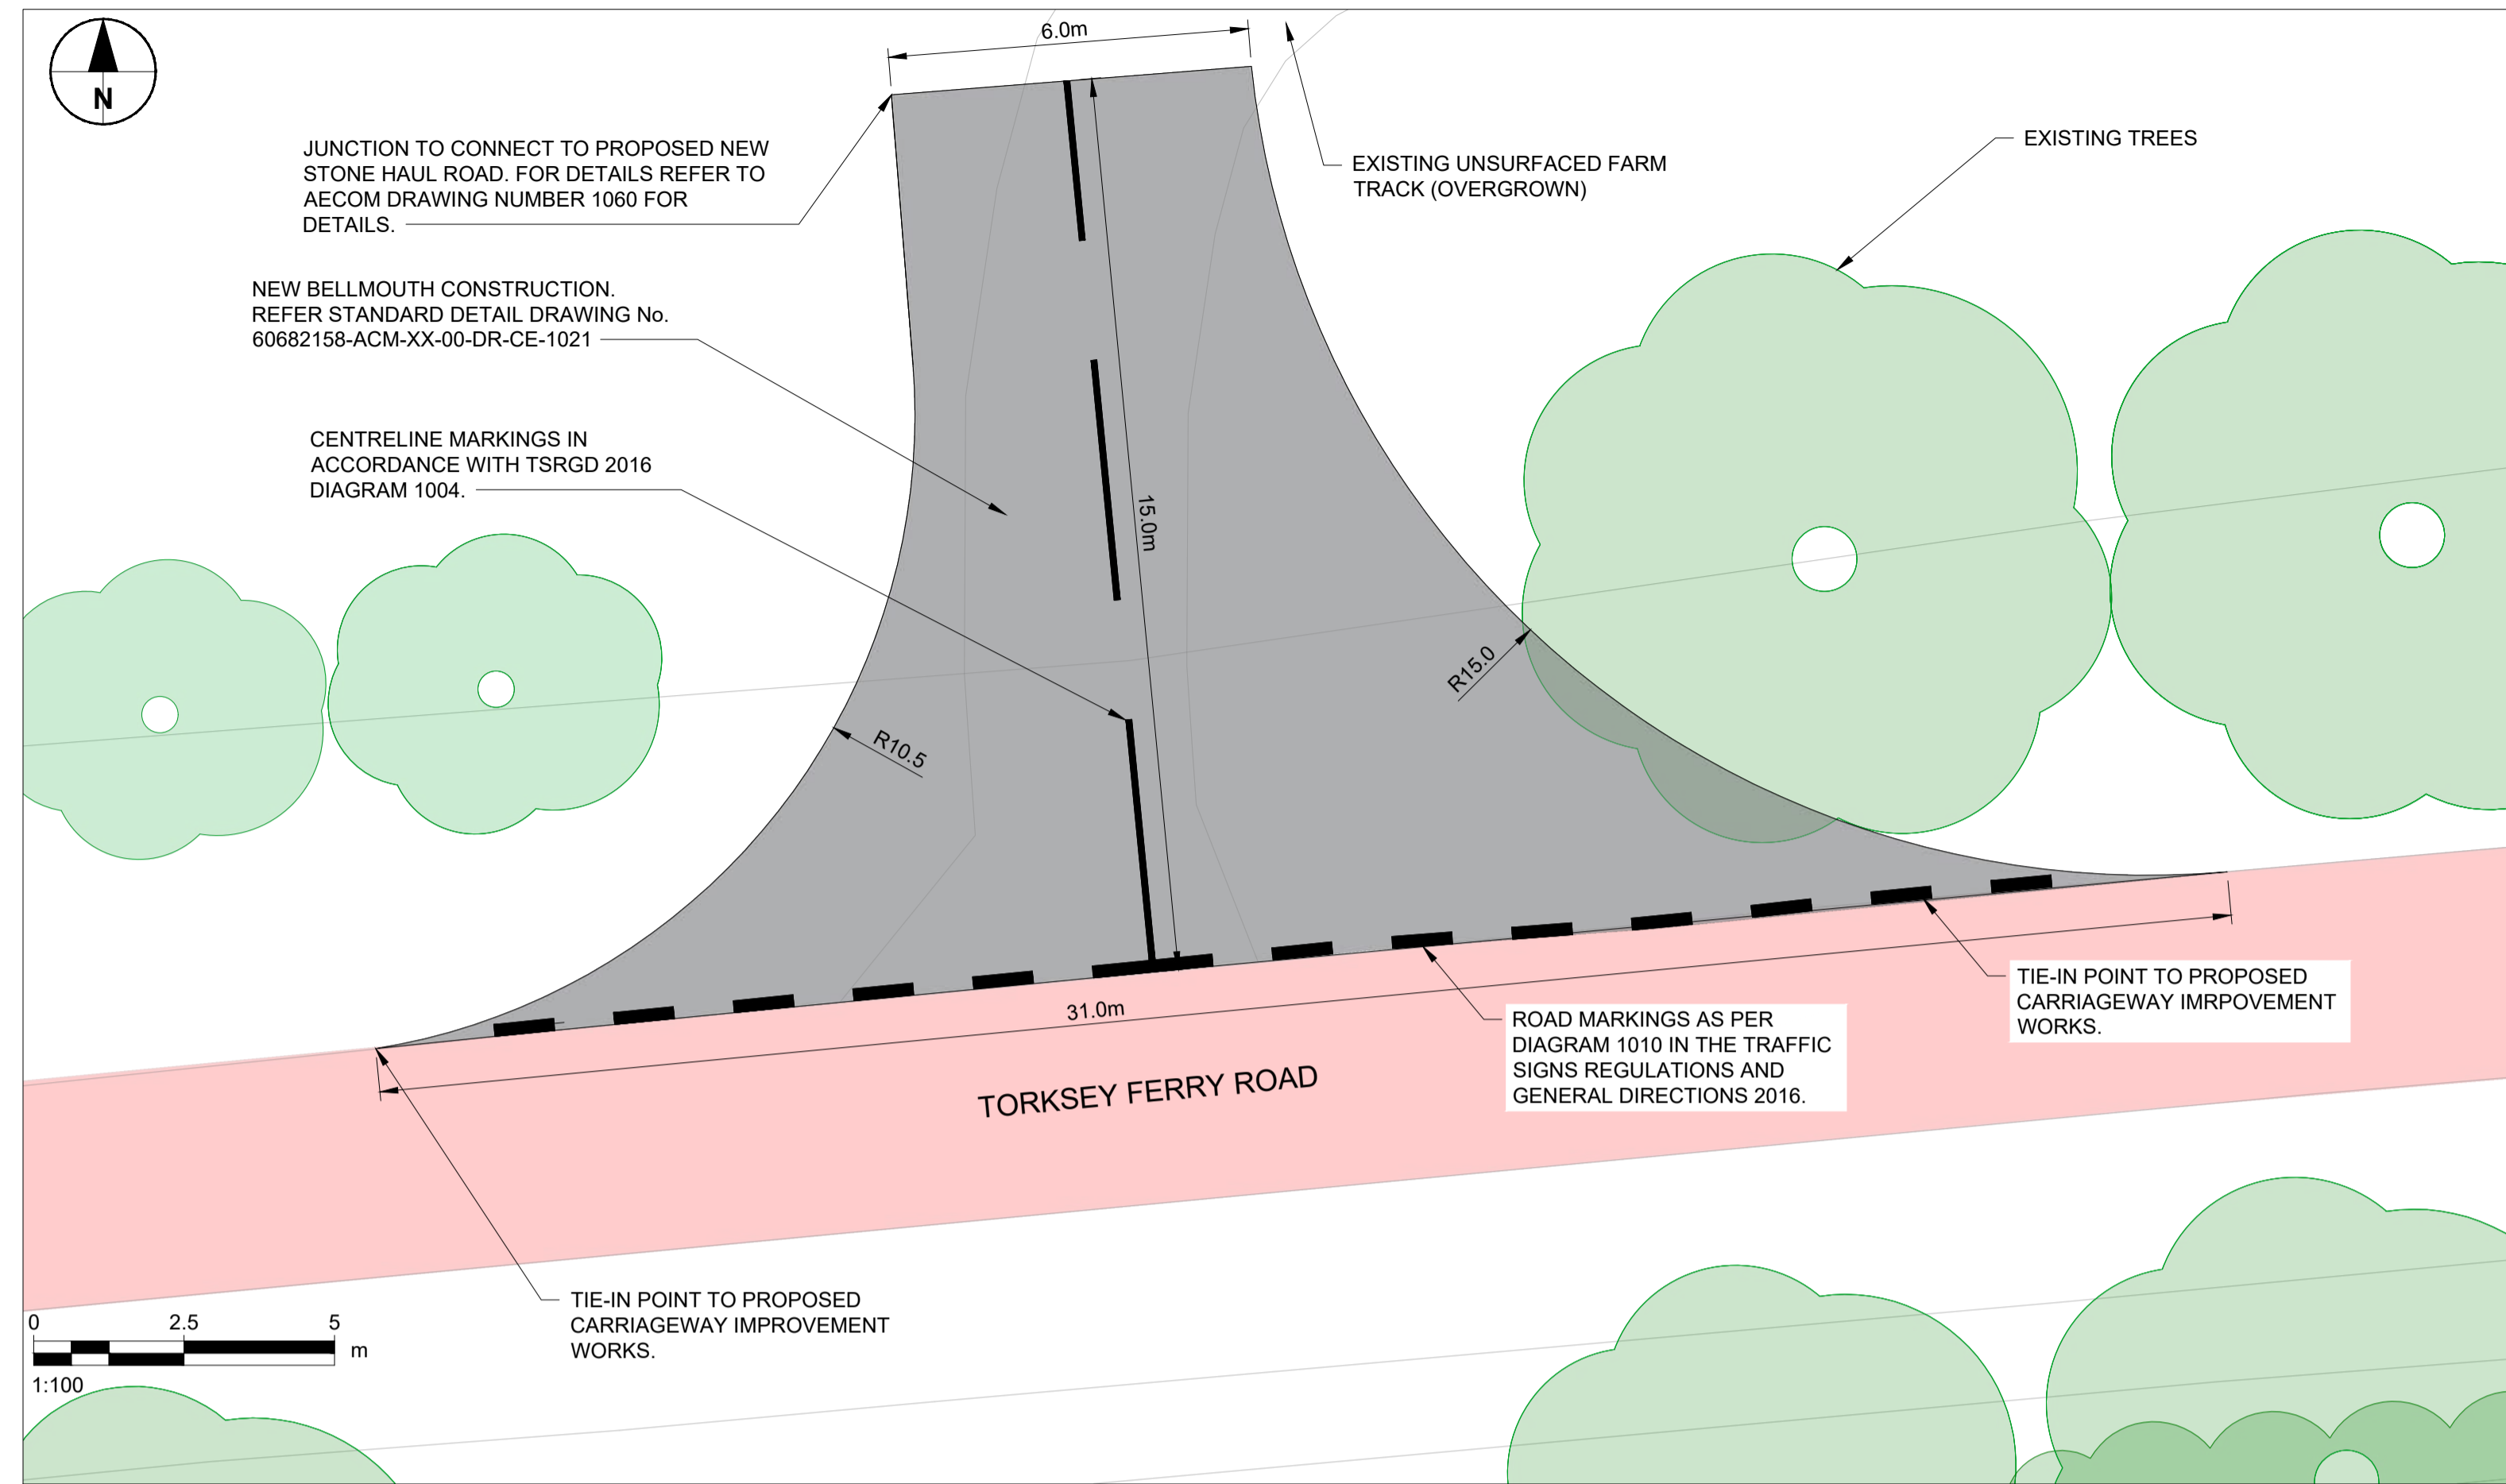 N
6.0m
JUNCTION TO CONNECT TO PROPOSED NEW
STONE HAUL ROAD. FOR DETAILS REFER TO
AECOM DRAWING NUMBER 1060 FOR
DETAILS.
EXISTING UNSURFACED FARM
TRACK (OVERGROWN)
EXISTING TREES
NEW BELLMOUTH CONSTRUCTION.
REFER STANDARD DETAIL DRAWING No.
60682158-ACM-XX-00-DR-CE-1021
CENTRELINE MARKINGS IN
ACCORDANCE WITH TSRGD 2016
DIAGRAM 1004.
15.0m
R15.0
R10.5
31.0m
TORKSEY FERRY ROAD
ROAD MARKINGS AS PER
DIAGRAM 1010 IN THE TRAFFIC
SIGNS REGULATIONS AND
GENERAL DIRECTIONS 2016.
TIE-IN POINT TO PROPOSED
CARRIAGEWAY IMRPOVEMENT
WORKS.
TIE-IN POINT TO PROPOSED
CARRIAGEWAY IMPROVEMENT
WORKS.
0 2.5 5
m
1:100